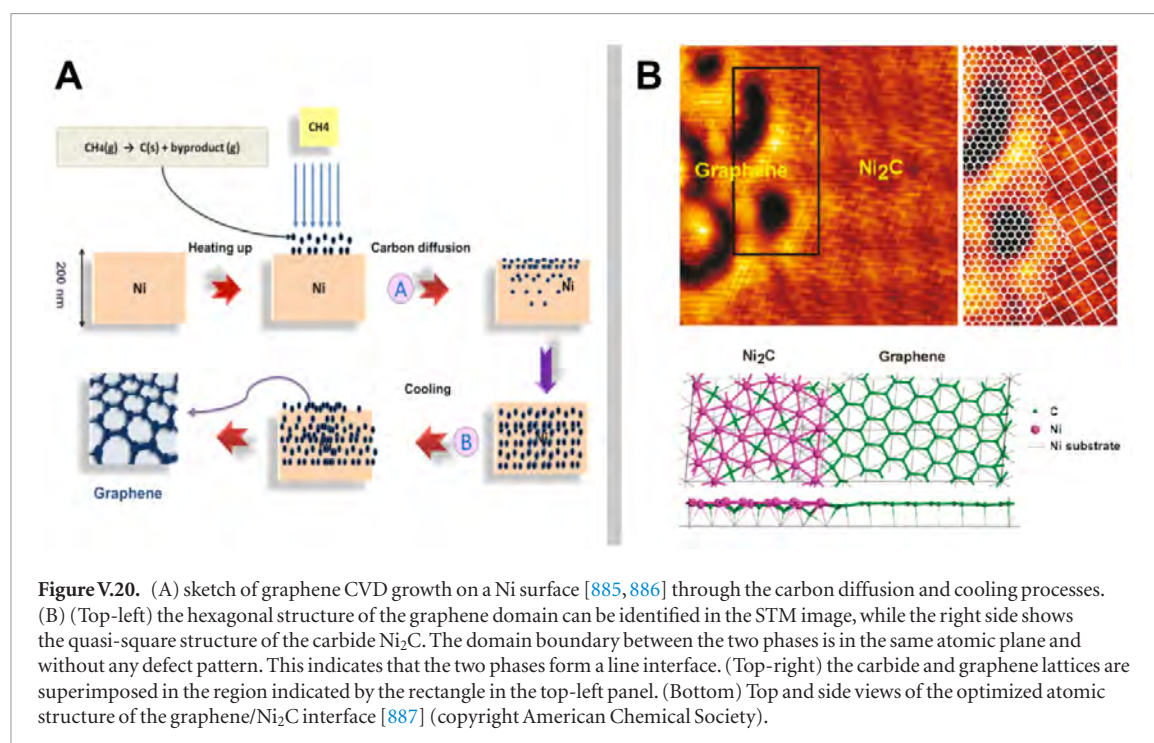 A
CH4
CH₄(g) → C(s) + byproduct (g)
Heating up
Carbon diffusion
200 nm
Ni
Ni
A
Ni
Cooling
B
Ni
Graphene
B
Graphene
Ni₂C
Ni₂C
Graphene
C
Ni
Ni substrate
Figure V.20. (A) sketch of graphene CVD growth on a Ni surface [885, 886] through the carbon diffusion and cooling processes.
(B) (Top-left) the hexagonal structure of the graphene domain can be identified in the STM image, while the right side shows
the quasi-square structure of the carbide Ni₂C. The domain boundary between the two phases is in the same atomic plane and
without any defect pattern. This indicates that the two phases form a line interface. (Top-right) the carbide and graphene lattices are
superimposed in the region indicated by the rectangle in the top-left panel. (Bottom) Top and side views of the optimized atomic
structure of the graphene/Ni₂C interface [887] (copyright American Chemical Society).